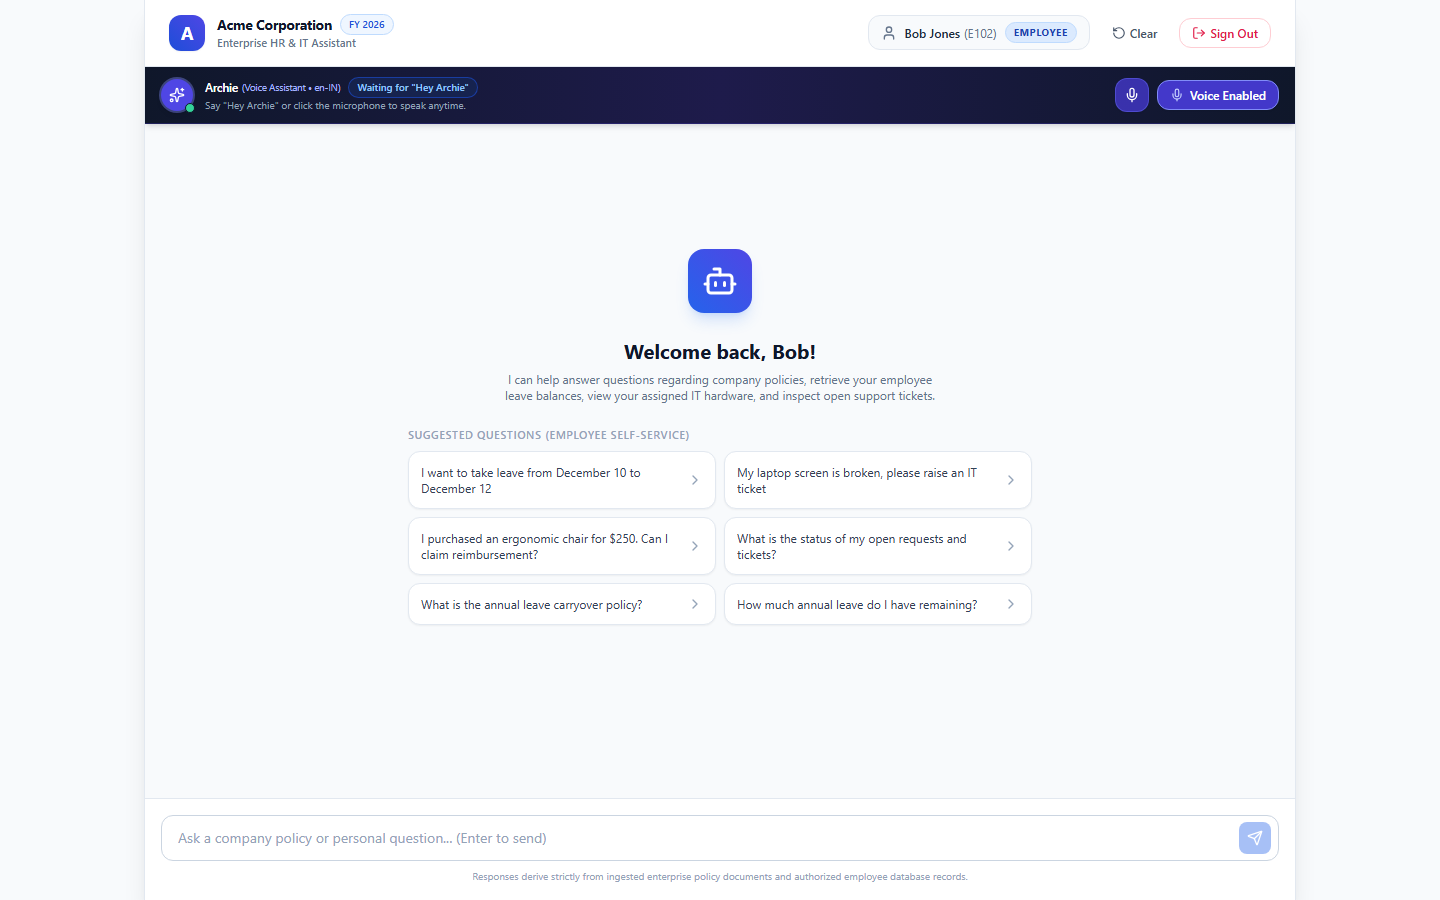 A
Acme Corporation
FY 2026
Enterprise HR & IT Assistant
Bob Jones (E102)
EMPLOYEE
Clear
Sign Out
Archie (Voice Assistant • en-IN)
Waiting for "Hey Archie"
Say "Hey Archie" or click the microphone to speak anytime.
Voice Enabled
Welcome back, Bob!
I can help answer questions regarding company policies, retrieve your employee
leave balances, view your assigned IT hardware, and inspect open support tickets.
SUGGESTED QUESTIONS (EMPLOYEE SELF-SERVICE)
I want to take leave from December 10 to
December 12
My laptop screen is broken, please raise an IT
ticket
I purchased an ergonomic chair for $250. Can I
claim reimbursement?
What is the status of my open requests and
tickets?
What is the annual leave carryover policy?
How much annual leave do I have remaining?
Ask a company policy or personal question... (Enter to send)
Responses derive strictly from ingested enterprise policy documents and authorized employee database records.